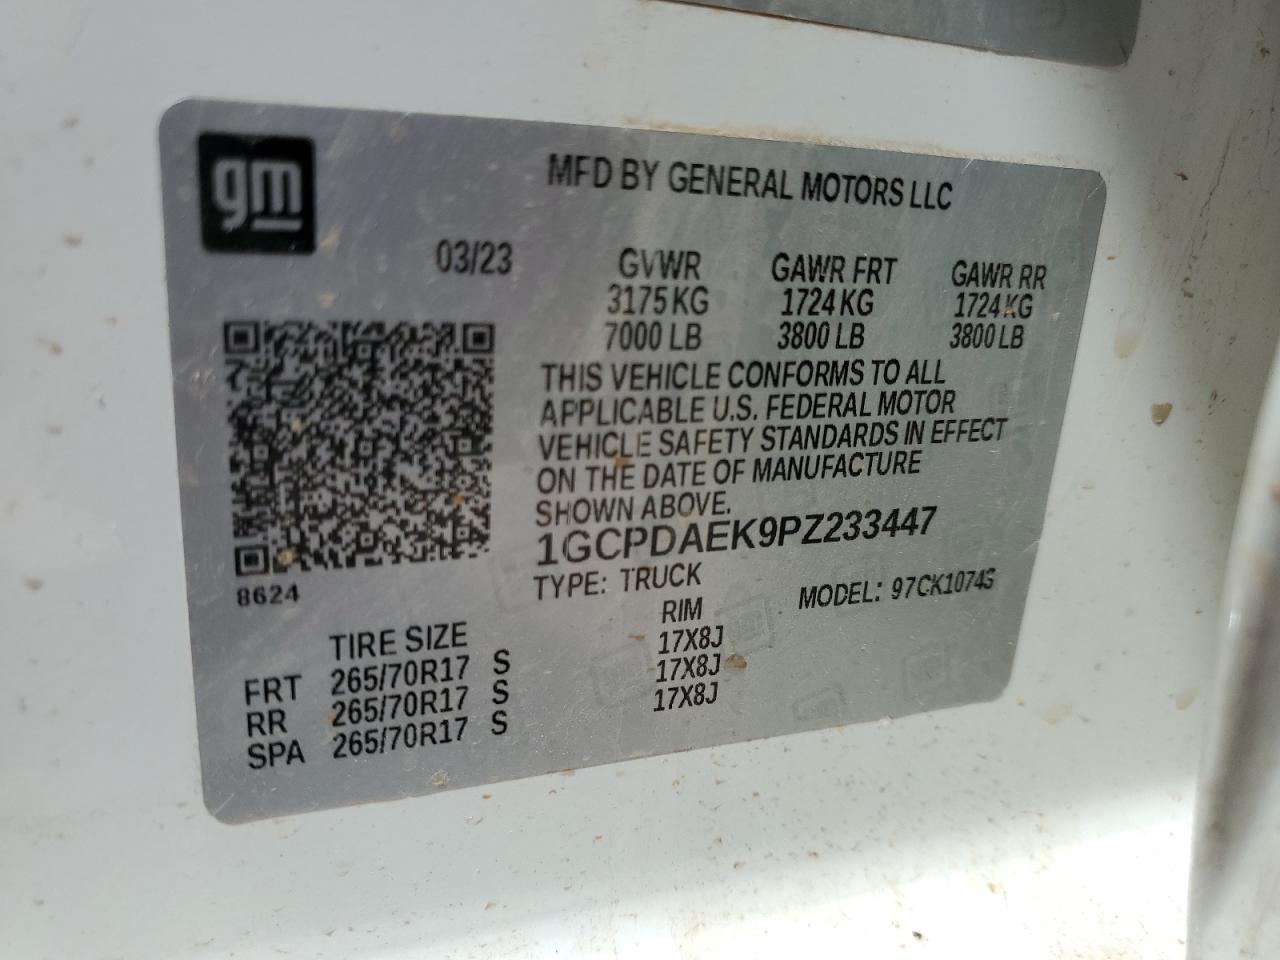 gm
MFD BY GENERAL MOTORS LLC
03/23 GVWR GAWR FRT GAWR RR
3175 KG 1724 KG 1724 KG
7000 LB 3800 LB 3800 LB
THIS VEHICLE CONFORMS TO ALL
APPLICABLE U.S. FEDERAL MOTOR
VEHICLE SAFETY STANDARDS IN EFFECT
ON THE DATE OF MANUFACTURE
SHOWN ABOVE.
1GCPDAEK9PZ233447
8624
TYPE: TRUCK MODEL: 97CK10743
TIRE SIZE RIM
FRT 265/70R17 S 17X8J
RR 265/70R17 S 17X8J
SPA 265/70R17 S 17X8J